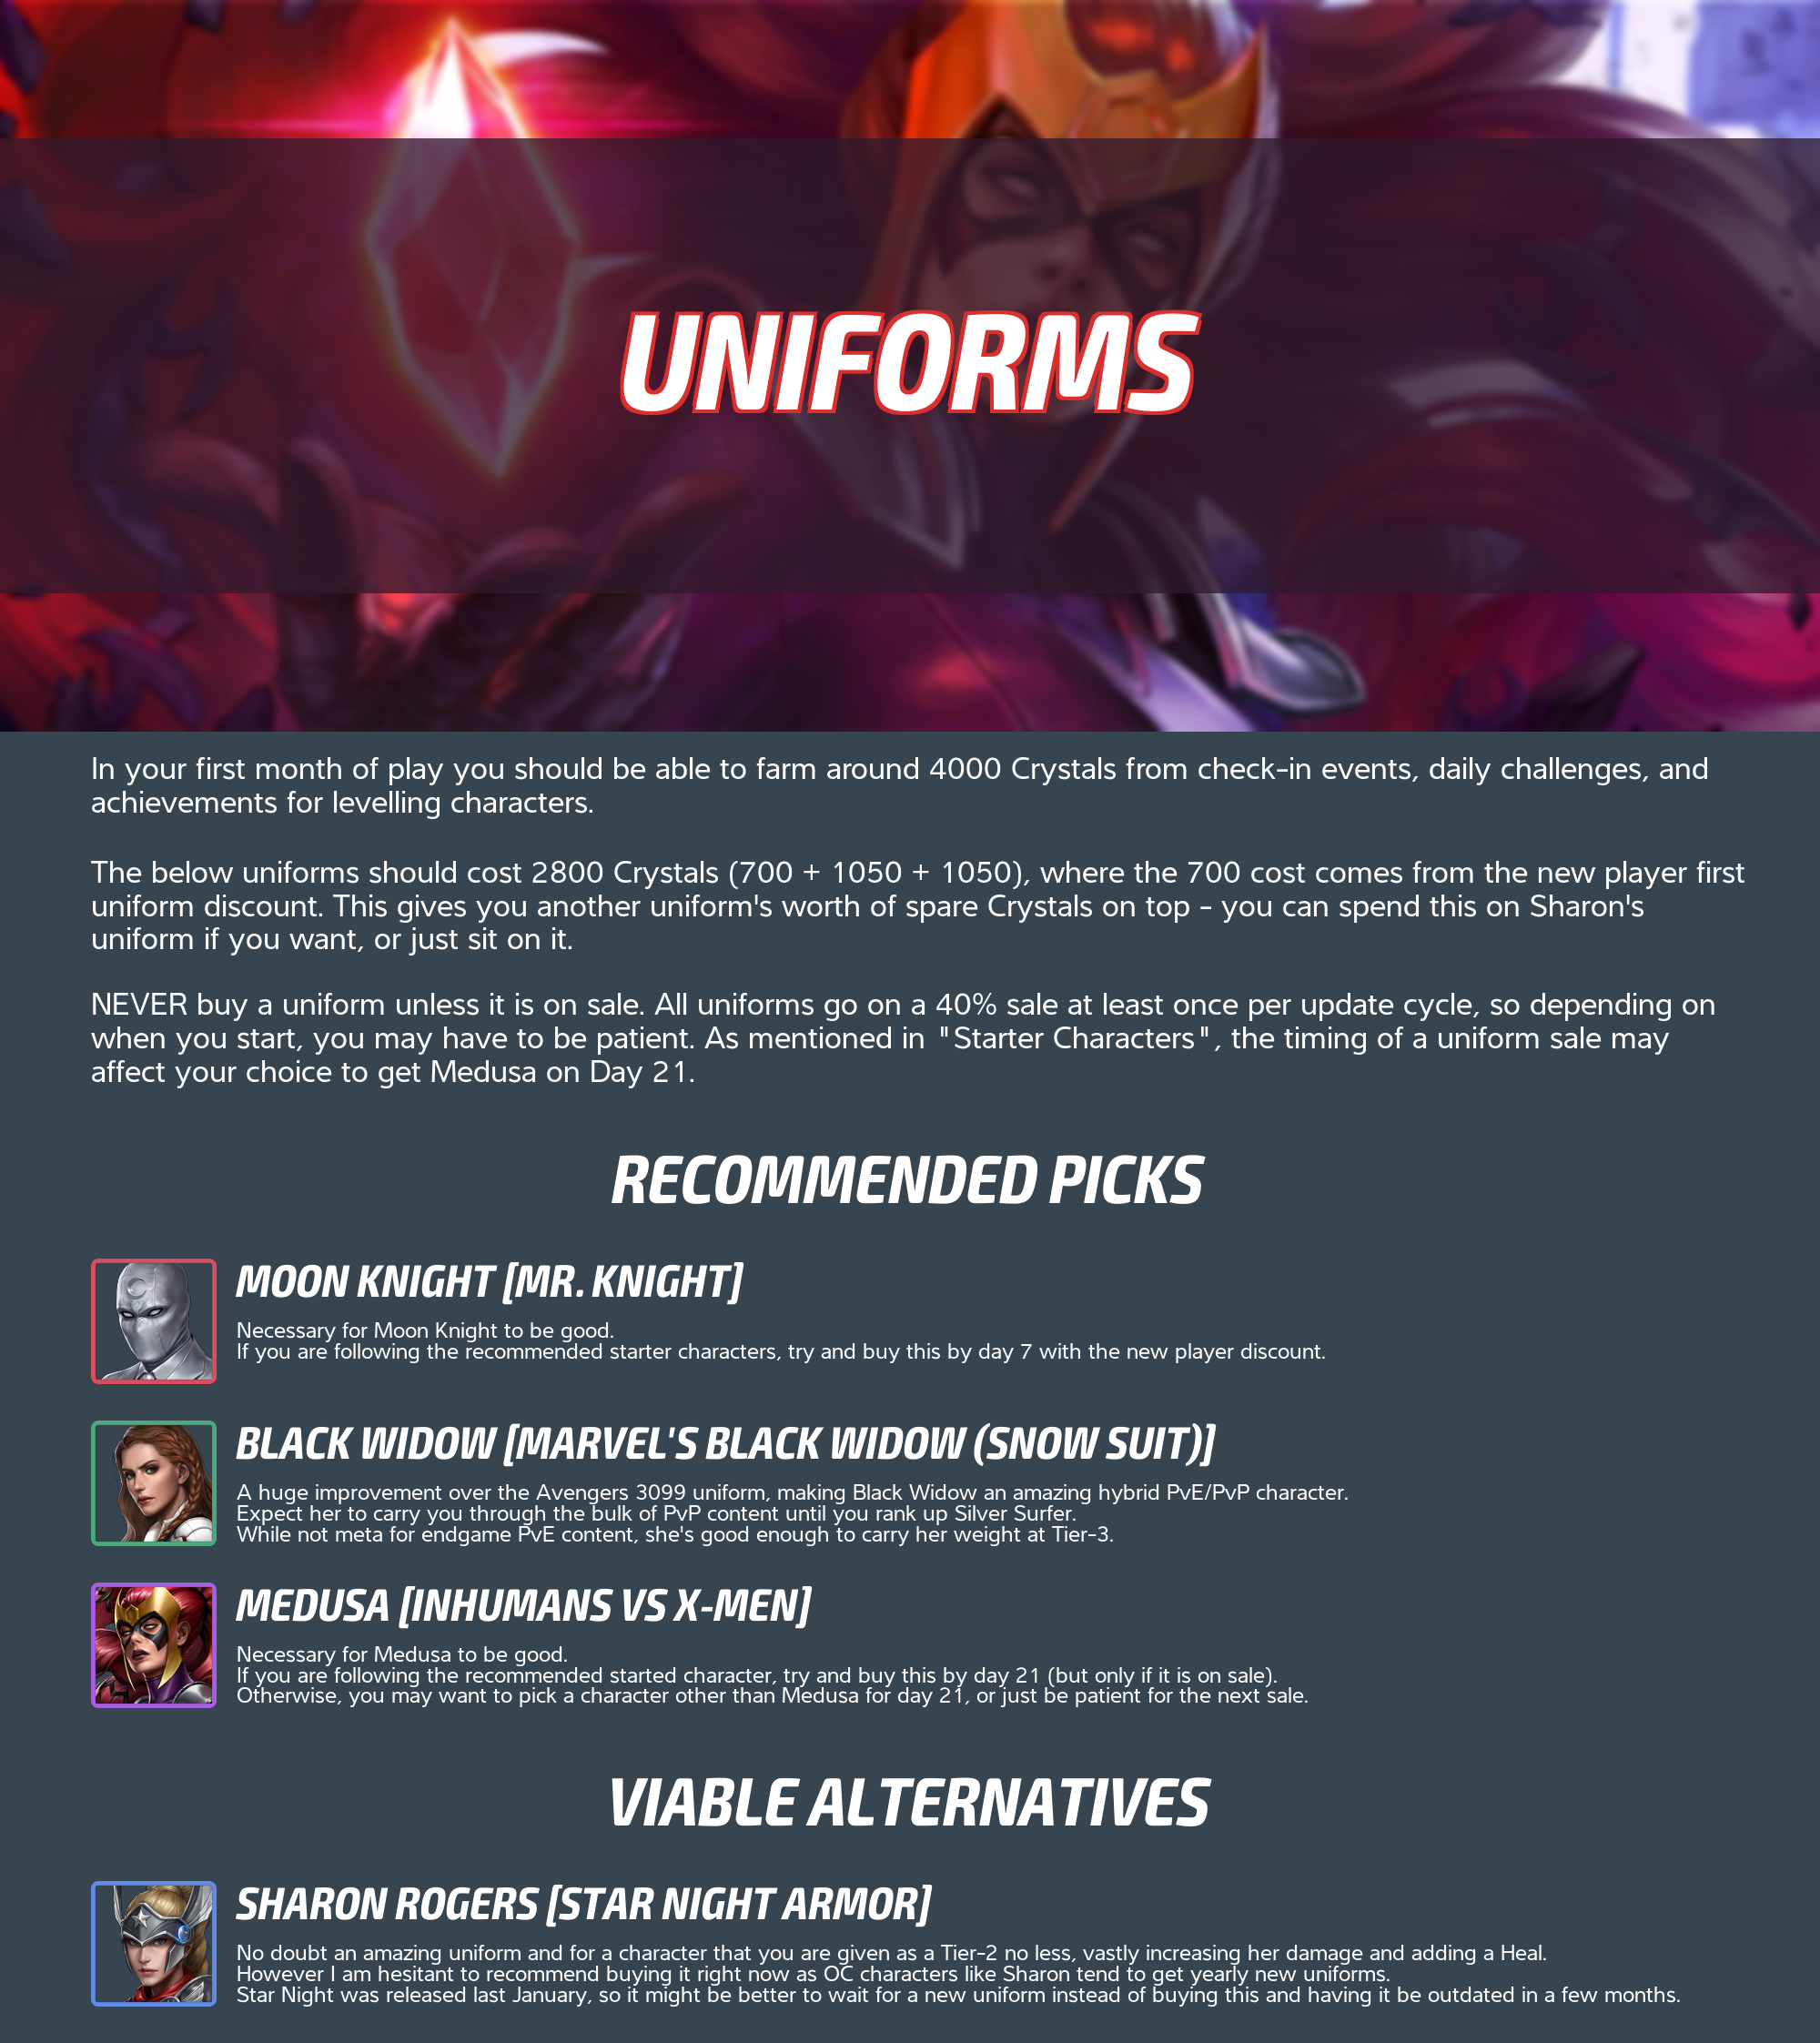 UNIFORMS
In your first month of play you should be able to farm around 4000 Crystals from check-in events, daily challenges, and
achievements for levelling characters.
The below uniforms should cost 2800 Crystals (700 + 1050 + 1050), where the 700 cost comes from the new player first
uniform discount. This gives you another uniform's worth of spare Crystals on top - you can spend this on Sharon's
uniform if you want, or just sit on it.
NEVER buy a uniform unless it is on sale. All uniforms go on a 40% sale at least once per update cycle, so depending on
when you start, you may have to be patient. As mentioned in "Starter Characters", the timing of a uniform sale may
affect your choice to get Medusa on Day 21.
RECOMMENDED PICKS
MOON KNIGHT [MR. KNIGHT]
Necessary for Moon Knight to be good.
If you are following the recommended starter characters, try and buy this by day 7 with the new player discount.
BLACK WIDOW [MARVEL'S BLACK WIDOW (SNOW SUIT)]
A huge improvement over the Avengers 3099 uniform, making Black Widow an amazing hybrid PvE/PvP character.
Expect her to carry you through the bulk of PvP content until you rank up Silver Surfer.
While not meta for endgame PvE content, she's good enough to carry her weight at Tier-3.
MEDUSA [INHUMANS VS X-MEN]
Necessary for Medusa to be good.
If you are following the recommended started character, try and buy this by day 21 (but only if it is on sale).
Otherwise, you may want to pick a character other than Medusa for day 21, or just be patient for the next sale.
VIABLE ALTERNATIVES
SHARON ROGERS [STAR NIGHT ARMOR]
No doubt an amazing uniform and for a character that you are given as a Tier-2 no less, vastly increasing her damage and adding a Heal.
However I am hesitant to recommend buying it right now as OC characters like Sharon tend to get yearly new uniforms.
Star Night was released last January, so it might be better to wait for a new uniform instead of buying this and having it be outdated in a few months.